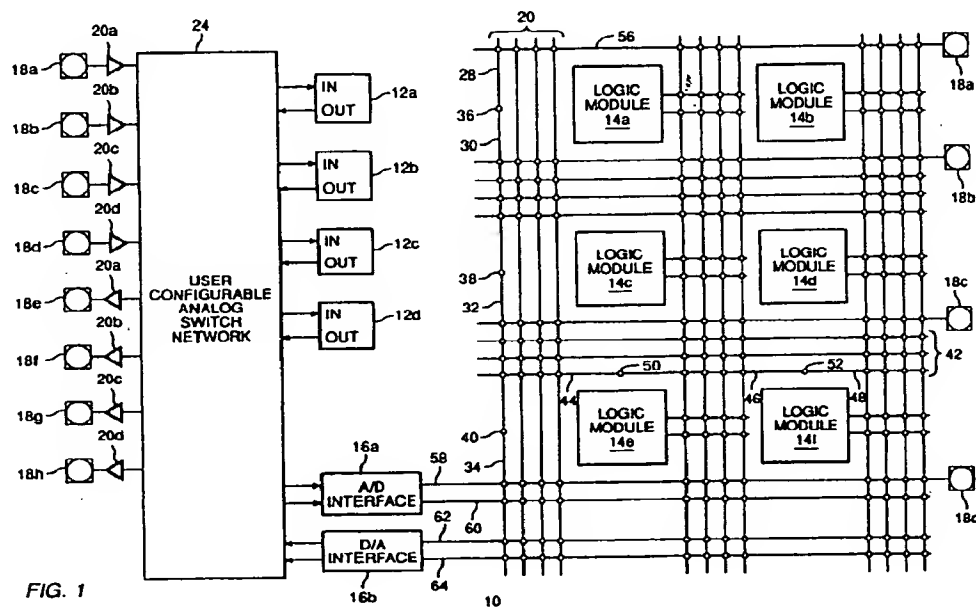 20a
24
20
56
18a
28
18a
IN
OUT
12a
LOGIC
MODULE
14a
LOGIC
MODULE
14b
20b
36
18b
30
20c
IN
OUT
12b
18b
18c
20d
18d
IN
OUT
12c
LOGIC
MODULE
14c
LOGIC
MODULE
14d
38
20a
USER
CONFIGURABLE
ANALOG
SWITCH
NETWORK
18e
32
18c
IN
OUT
12d
42
20b
18f
50
52
44
46
48
20c
18g
LOGIC
MODULE
14e
LOGIC
MODULE
14f
20d
16a
40
18h
58
34
A/D
INTERFACE
60
18d
62
D/A
INTERFACE
64
16b
FIG. 1
10